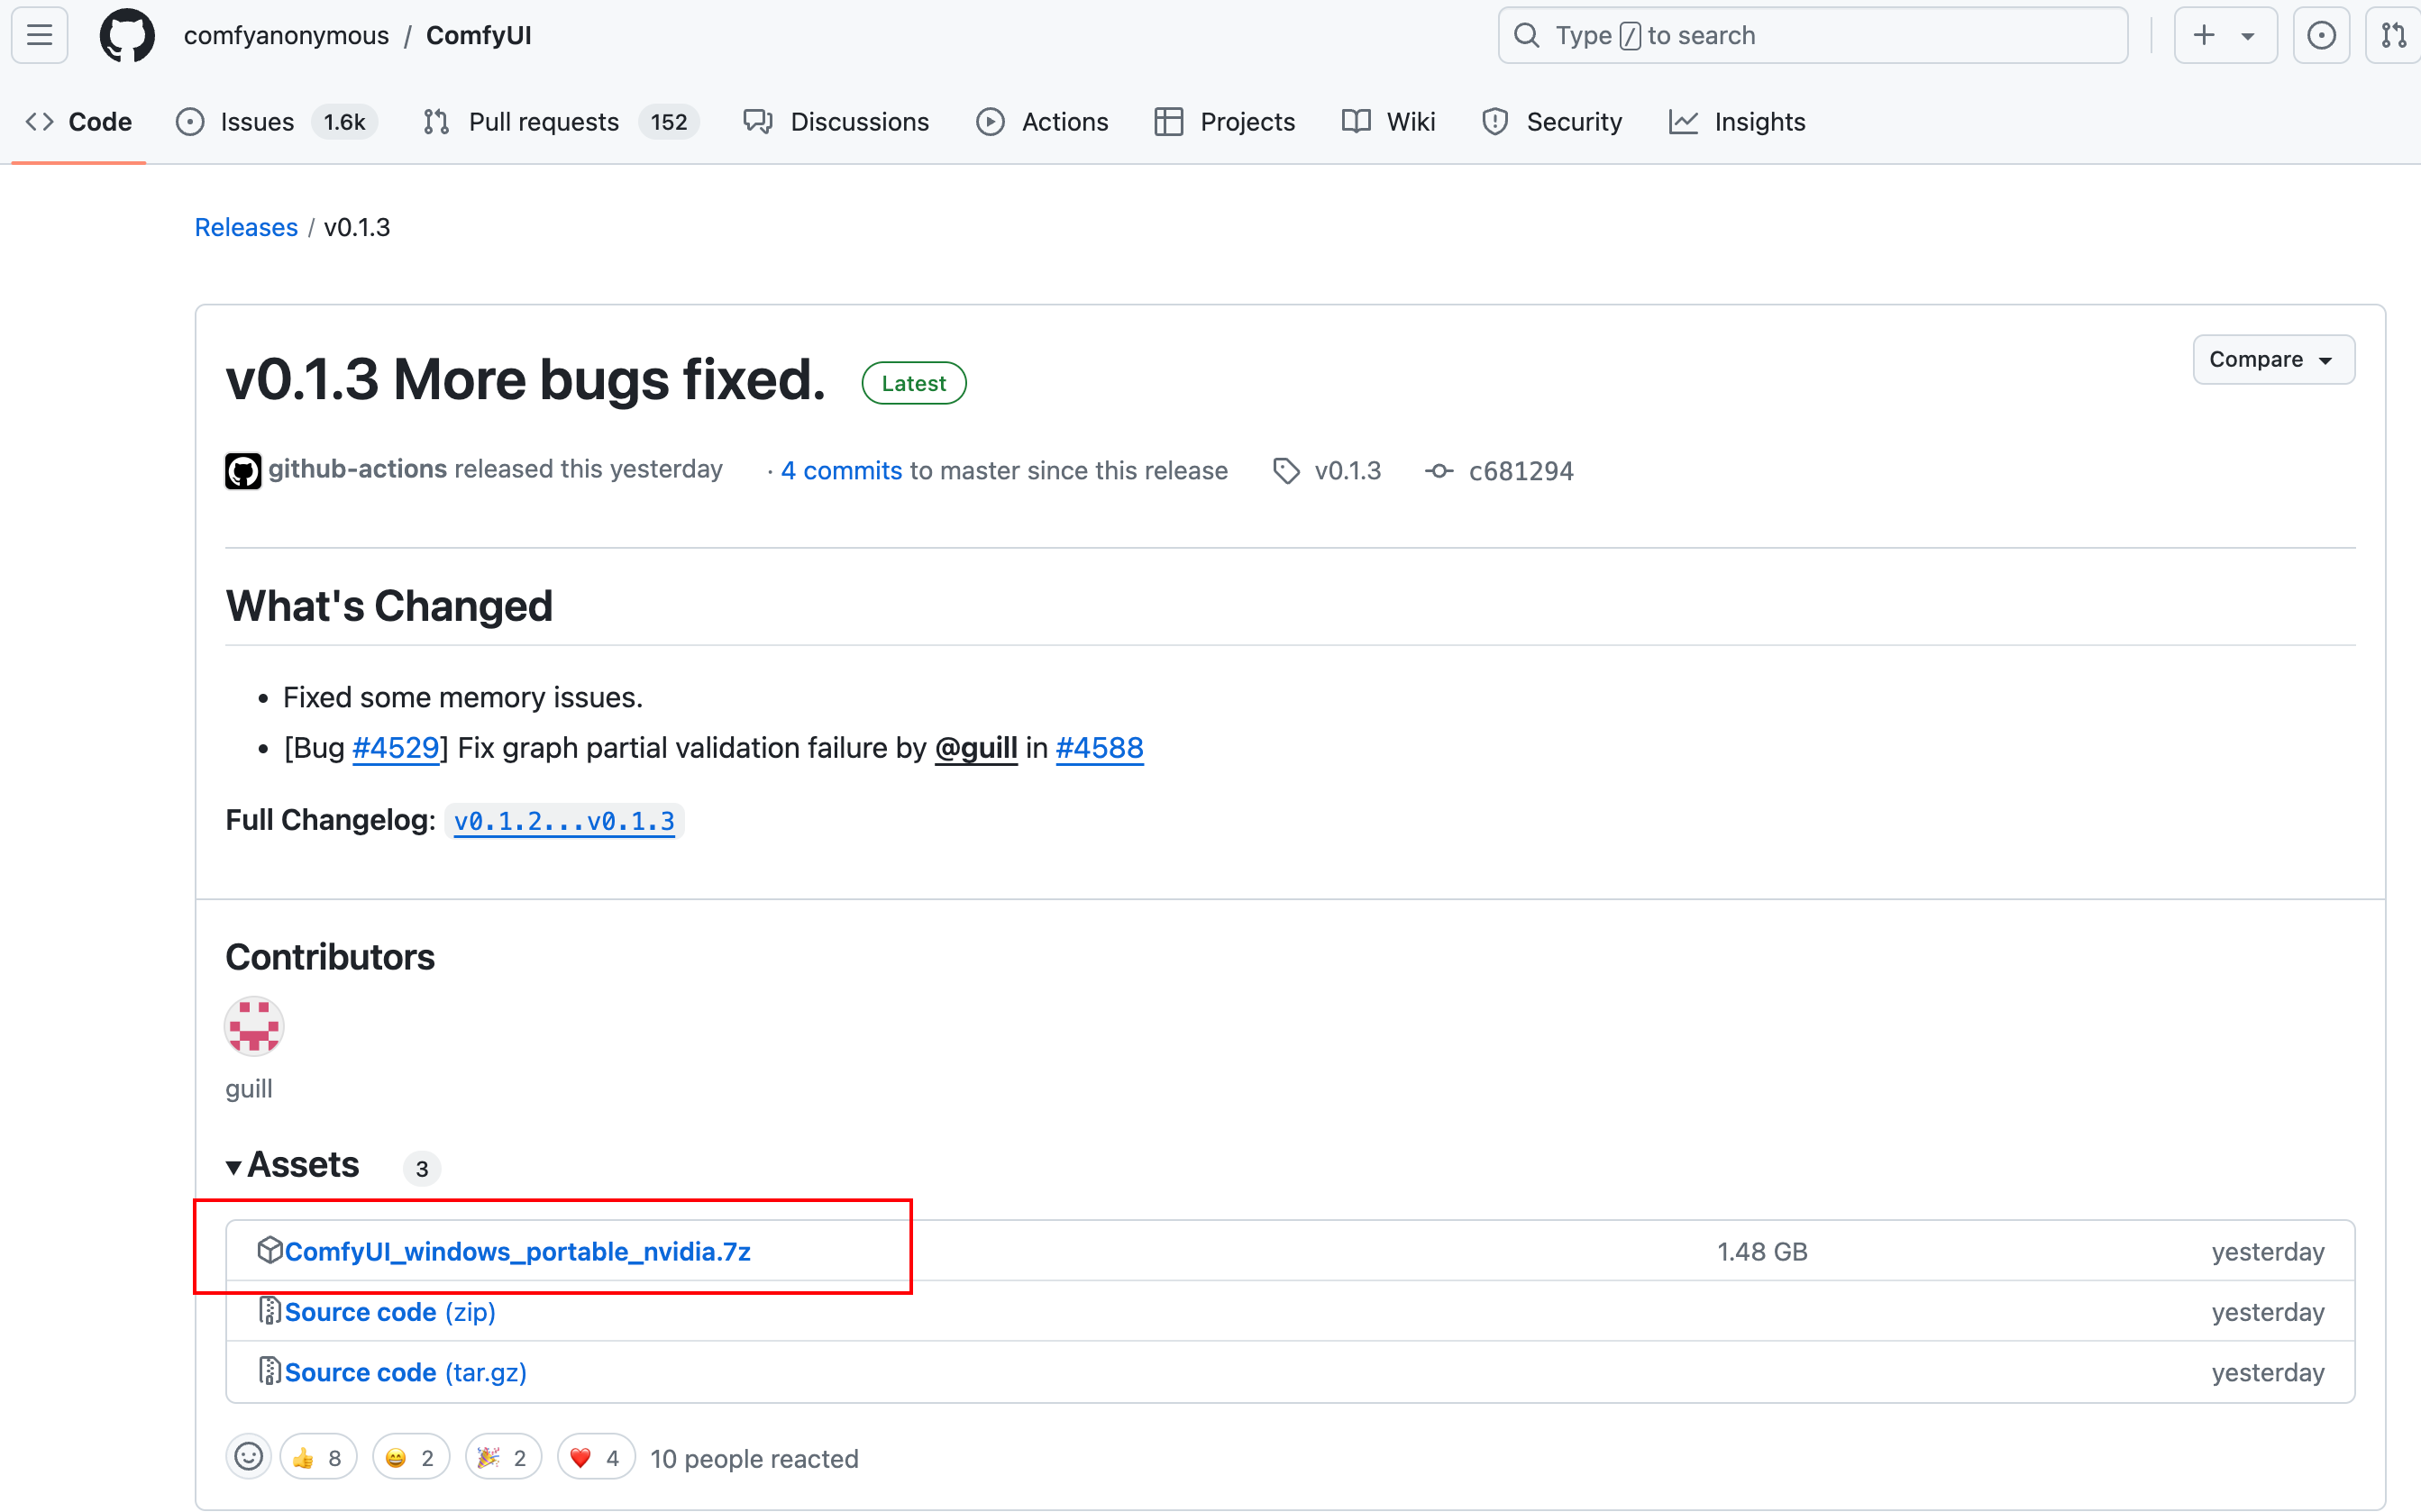 comfyanonymous / ComfyUI
Type / to search
Code Issues 1.6k Pull requests 152 Discussions Actions Projects Wiki Security Insights
Releases / v0.1.3
v0.1.3 More bugs fixed. Latest
Compare
github-actions released this yesterday · 4 commits to master since this release v0.1.3 c681294
What's Changed
• Fixed some memory issues.
• [Bug #4529] Fix graph partial validation failure by @guill in #4588
Full Changelog: v0.1.2...v0.1.3
Contributors
guill
Assets 3
ComfyUI_windows_portable_nvidia.7z 1.48 GB yesterday
Source code (zip) yesterday
Source code (tar.gz) yesterday
👍 8 😄 2 🎉 2 ❤️ 4 10 people reacted